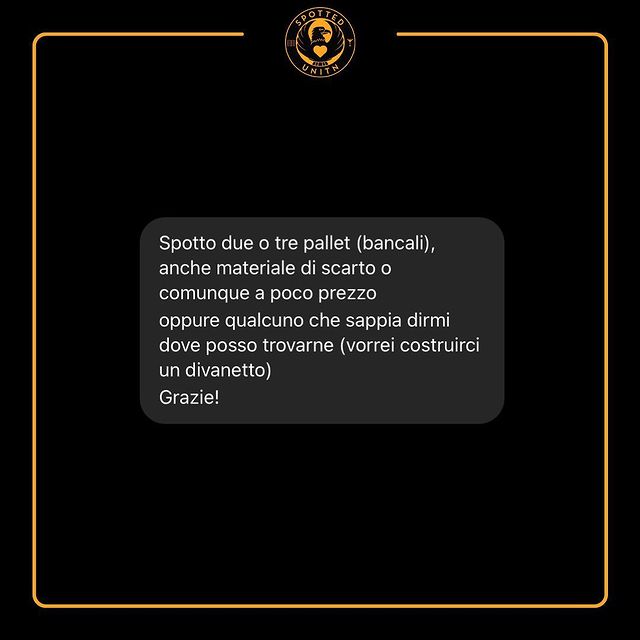 SPOTTED
UNITN
Spotto due o tre pallet (bancali),
anche materiale di scarto o
comunque a poco prezzo
oppure qualcuno che sappia dirmi
dove posso trovarne (vorrei costruirci
un divanetto)
Grazie!